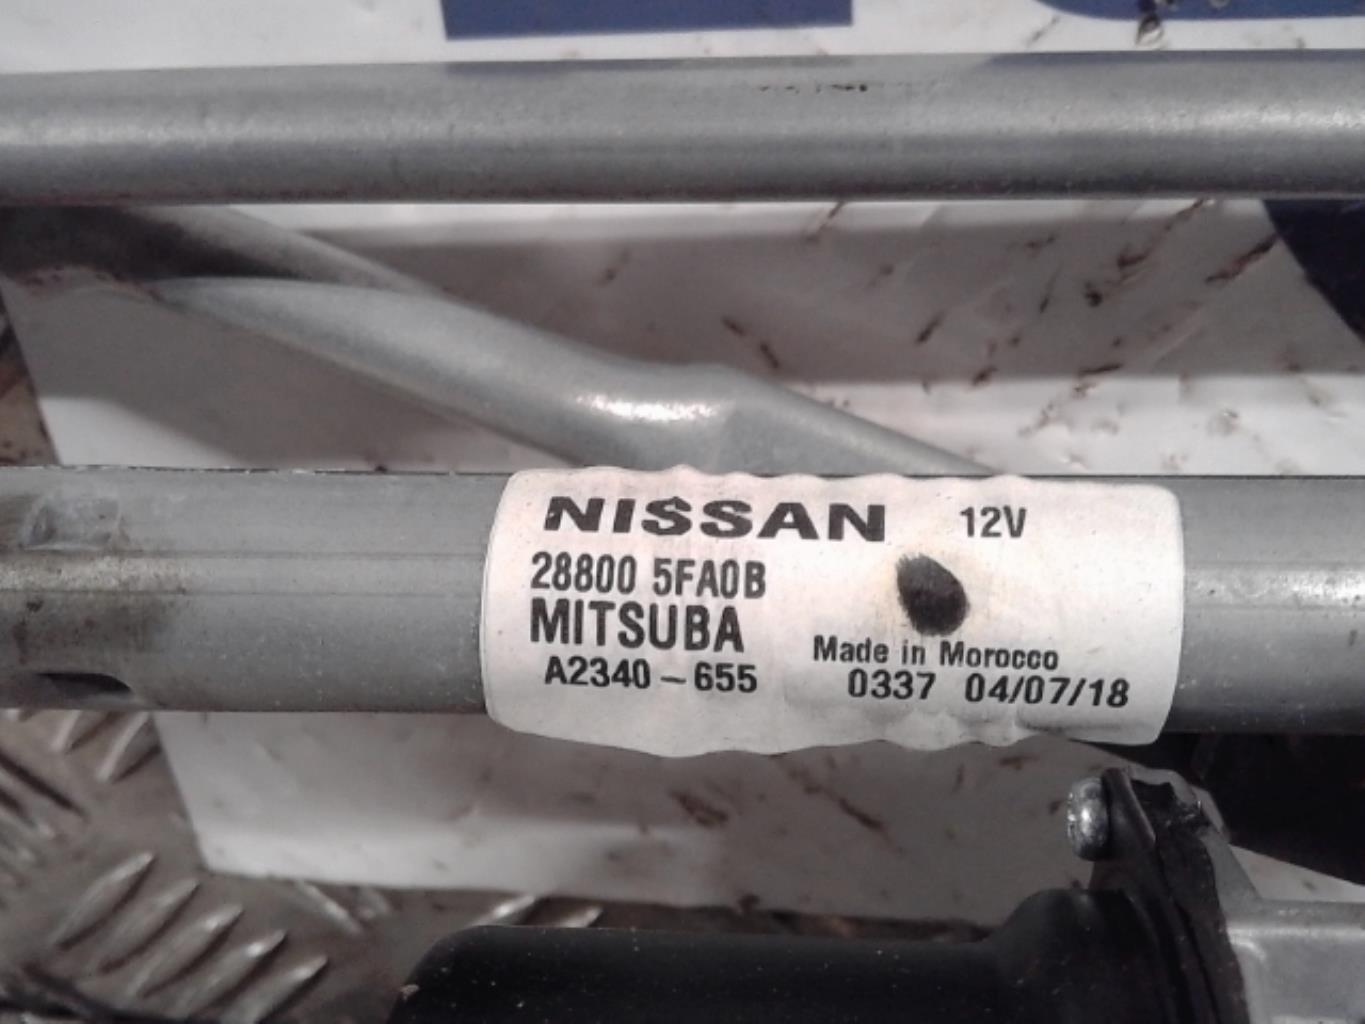 NISSAN 12V
28800 5FA0B
MITSUBA
Made in Morocco
A2340-655
0337 04/07/18